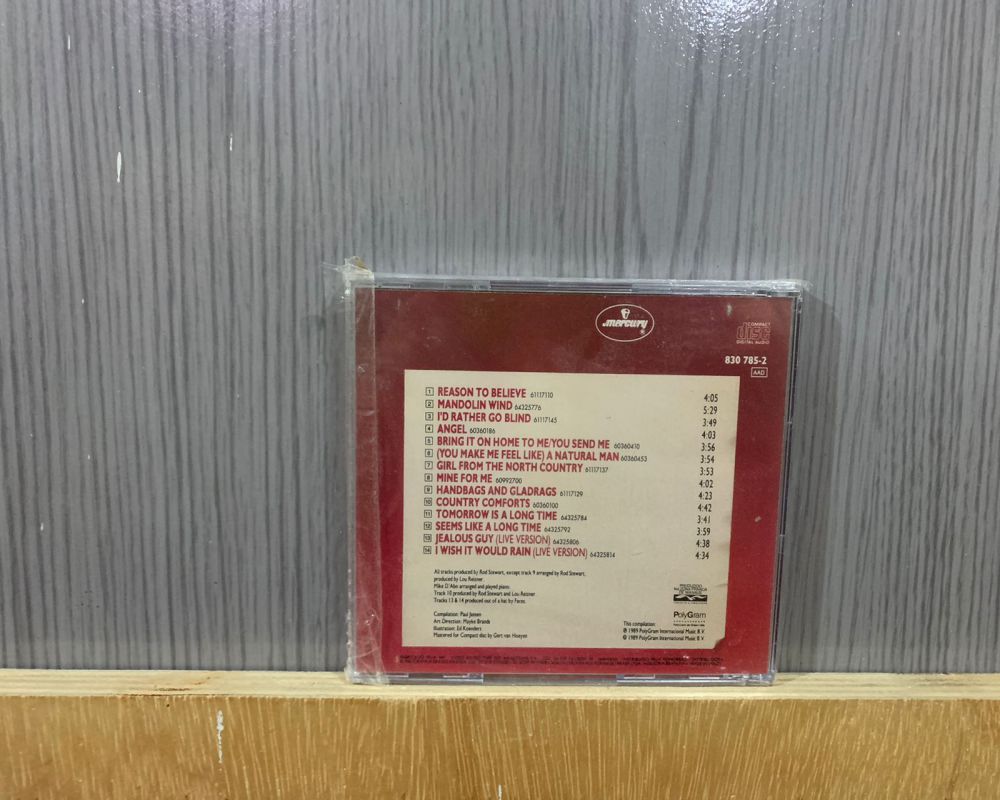 mercury
COMPACT
disc
DIGITAL AUDIO
830 785-2
AAD
1 REASON TO BELIEVE 61117110 4:05
2 MANDOLIN WIND 64325776 5:29
3 I'D RATHER GO BLIND 61117145 3:49
4 ANGEL 60360186 4:03
5 BRING IT ON HOME TO ME/YOU SEND ME 60360410 3:56
6 (YOU MAKE ME FEEL LIKE) A NATURAL MAN 60360453 3:54
7 GIRL FROM THE NORTH COUNTRY 61117137 3:53
8 MINE FOR ME 60992700 4:02
9 HANDBAGS AND GLADRAGS 61117129 4:23
10 COUNTRY COMFORTS 60360100 4:42
11 TOMORROW IS A LONG TIME 64325784 3:41
12 SEEMS LIKE A LONG TIME 64325792 3:59
13 JEALOUS GUY (LIVE VERSION) 64325806 4:38
14 I WISH IT WOULD RAIN (LIVE VERSION) 64325814 4:34
All tracks produced by Rod Stewart, except track 9 arranged by Rod Stewart,
produced by Lou Reizner.
Mike D'Abo arranged and played piano.
Track 10 produced by Rod Stewart and Lou Reizner
Tracks 13 & 14 produced out of a hat by Faces.
Compilation: Paul Jansen
Art Direction: Mayke Brands
Illustration: Ed Koenders
Mastered for Compact disc by Gert van Hoeyen
PolyGram
This compilation:
℗ 1989 PolyGram International Music B.V.
© 1989 PolyGram International Music B.V.